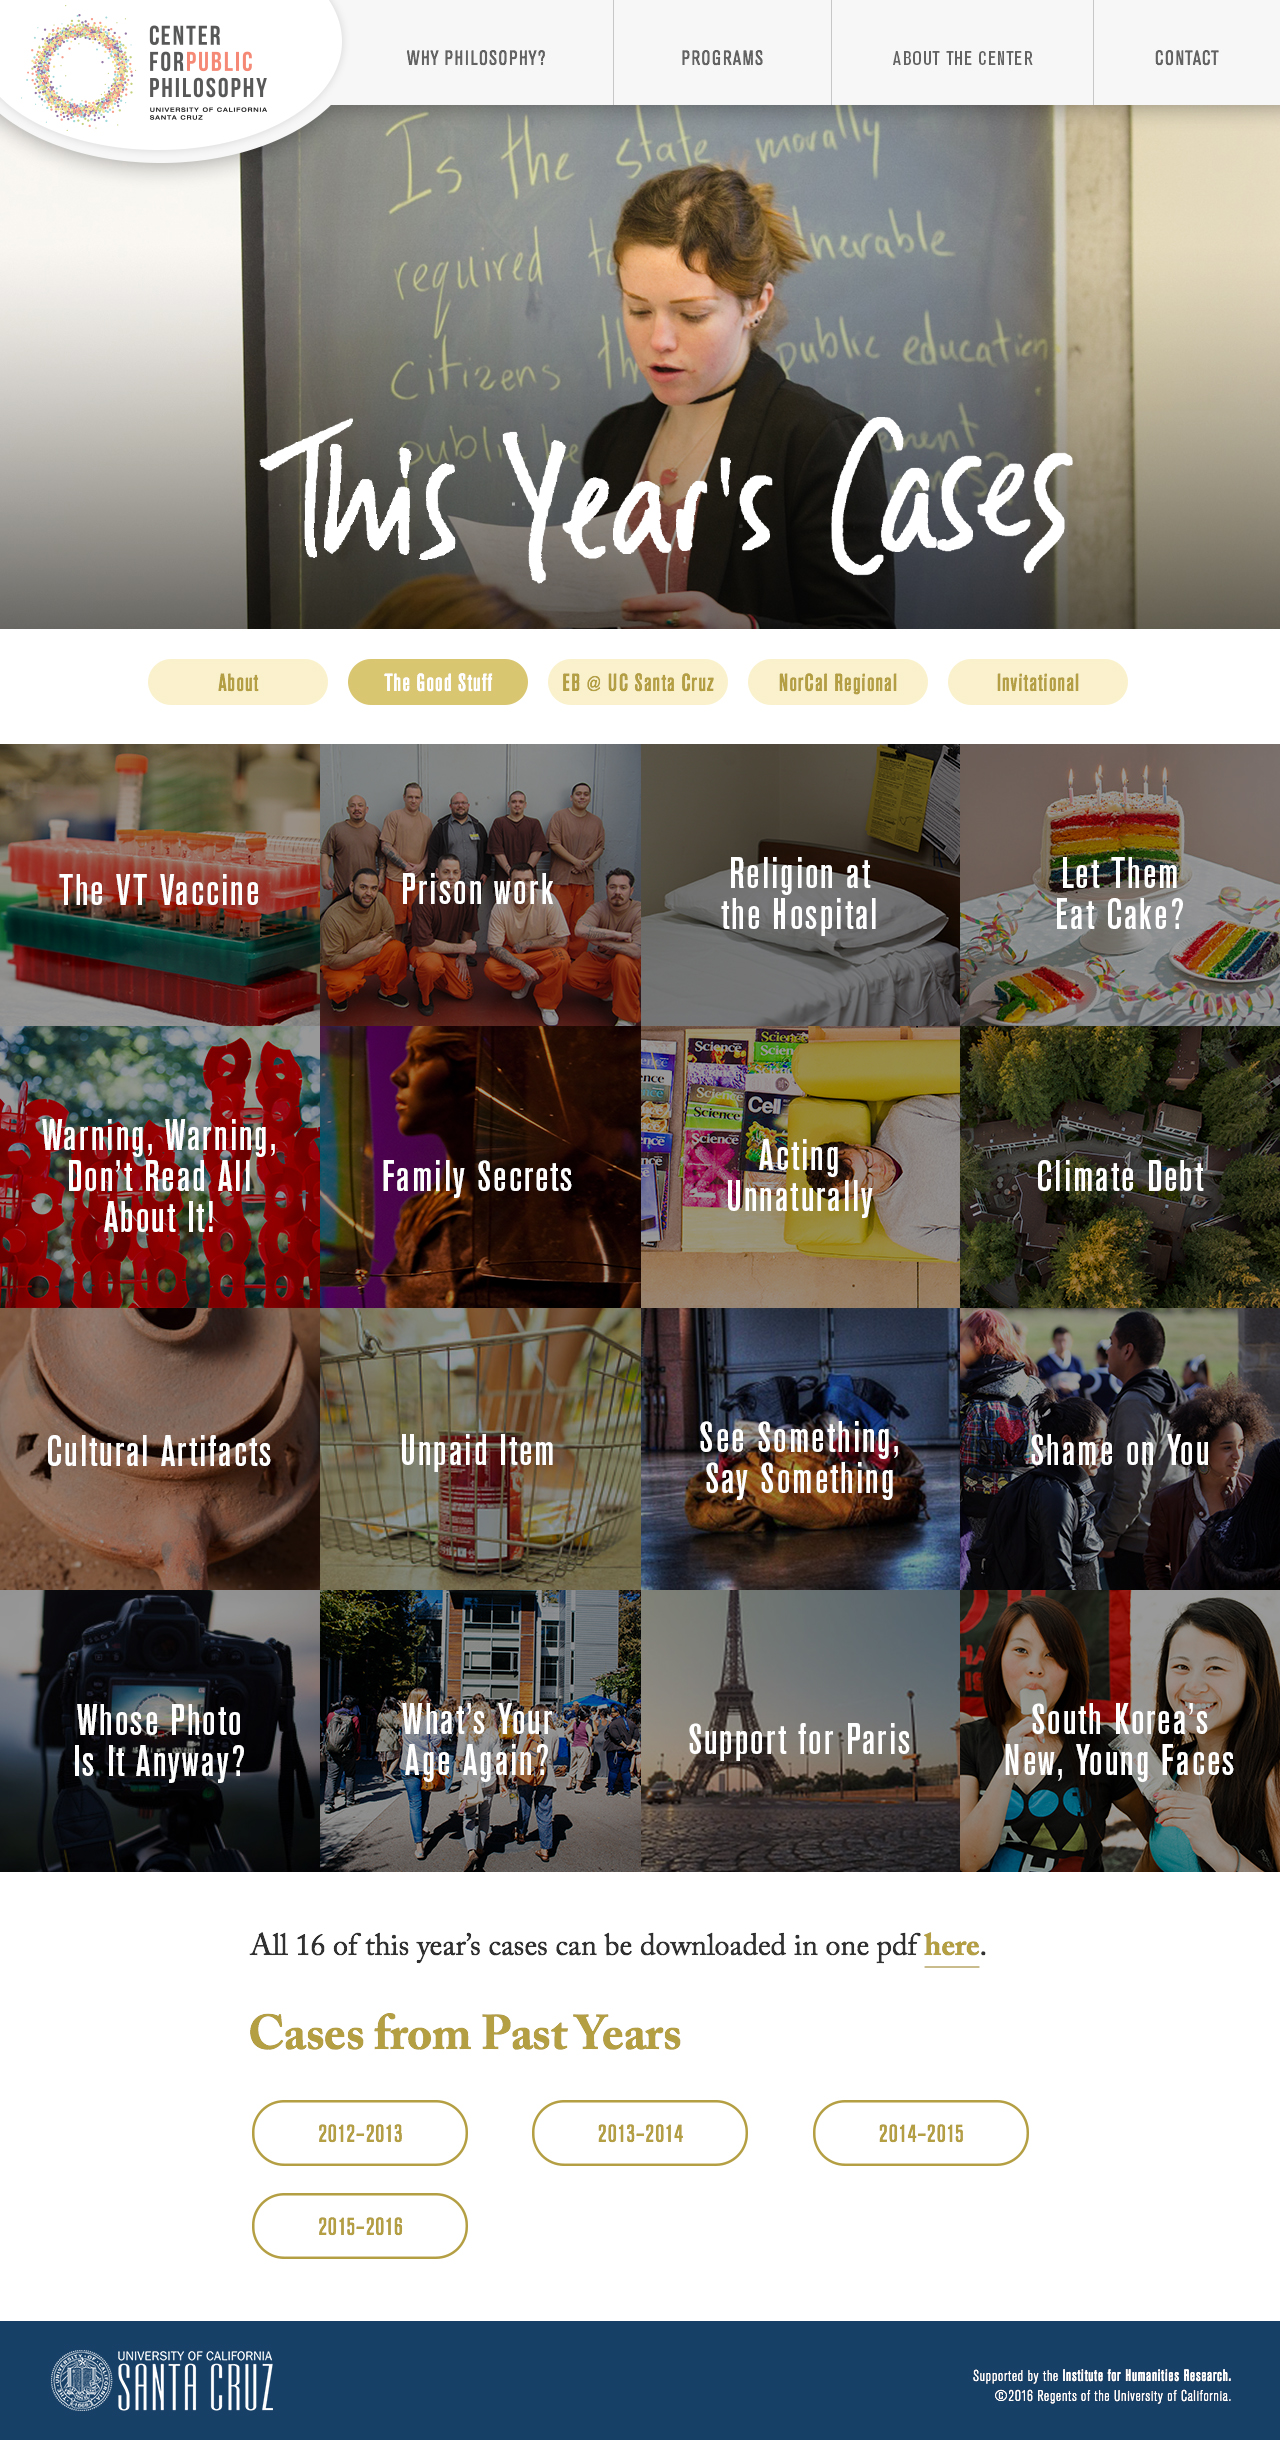 CENTER
FORPUBLIC
PHILOSOPHY
UNIVERSITY OF CALIFORNIA
SANTA CRUZ
WHY PHILOSOPHY?
PROGRAMS
ABOUT THE CENTER
CONTACT
Is the state morally
required to vulnerable
Citizens th public education
This Year's Cases
About
The Good Stuff
EB @ UC Santa Cruz
NorCal Regional
Invitational
The VT Vaccine
Prison work
Religion at
the Hospital
Let Them
Eat Cake?
Warning, Warning,
Don't Read All
About It!
Family Secrets
Science
Science
Science
Cell
Science
Acting
Unnaturally
Climate Debt
Cultural Artifacts
Unpaid Item
See Something,
Say Something
Shame on You
Whose Photo
Is It Anyway?
What's Your
Age Again?
Support for Paris
South Korea's
New, Young Faces
All 16 of this year's cases can be downloaded in one pdf here.
Cases from Past Years
2012–2013
2013–2014
2014–2015
2015–2016
UNIVERSITY OF CALIFORNIA
SANTA CRUZ
Supported by the Institute for Humanities Research.
©2016 Regents of the University of California.